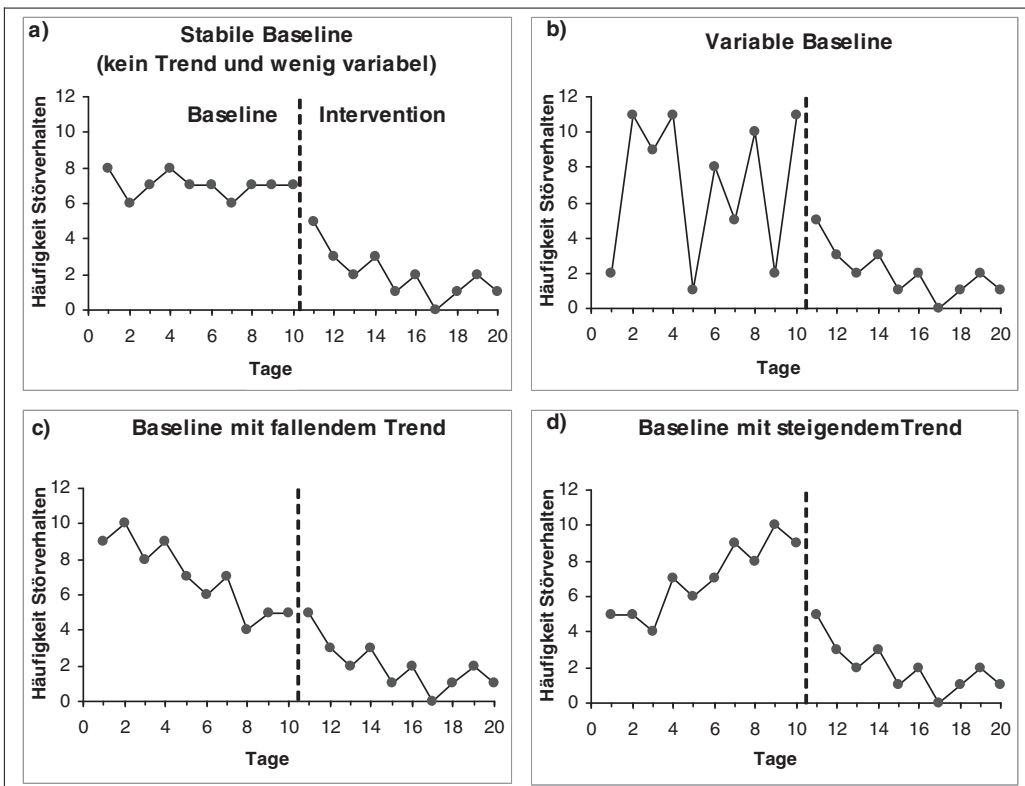 a)
Stabile Baseline
(kein Trend und wenig variabel)
Baseline
Intervention
Häufigkeit Störverhalten
12
10
8
6
4
2
0
0 2 4 6 8 10 12 14 16 18 20
Tage
b)
Variable Baseline
Häufigkeit Störverhalten
12
10
8
6
4
2
0
0 2 4 6 8 10 12 14 16 18 20
Tage
c)
Baseline mit fallendem Trend
Häufigkeit Störverhalten
12
10
8
6
4
2
0
0 2 4 6 8 10 12 14 16 18 20
Tage
d)
Baseline mit steigendemTrend
Häufigkeit Störverhalten
12
10
8
6
4
2
0
0 2 4 6 8 10 12 14 16 18 20
Tage